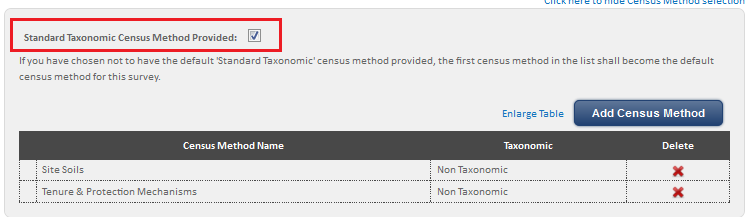 Click here to hide Census Method selection
Standard Taxonomic Census Method Provided:
If you have chosen not to have the default 'Standard Taxonomic' census method provided, the first census method in the list shall become the default
census method for this survey.
Enlarge Table
Add Census Method
Census Method Name Taxonomic Delete
Site Soils Non Taxonomic
Tenure & Protection Mechanisms Non Taxonomic